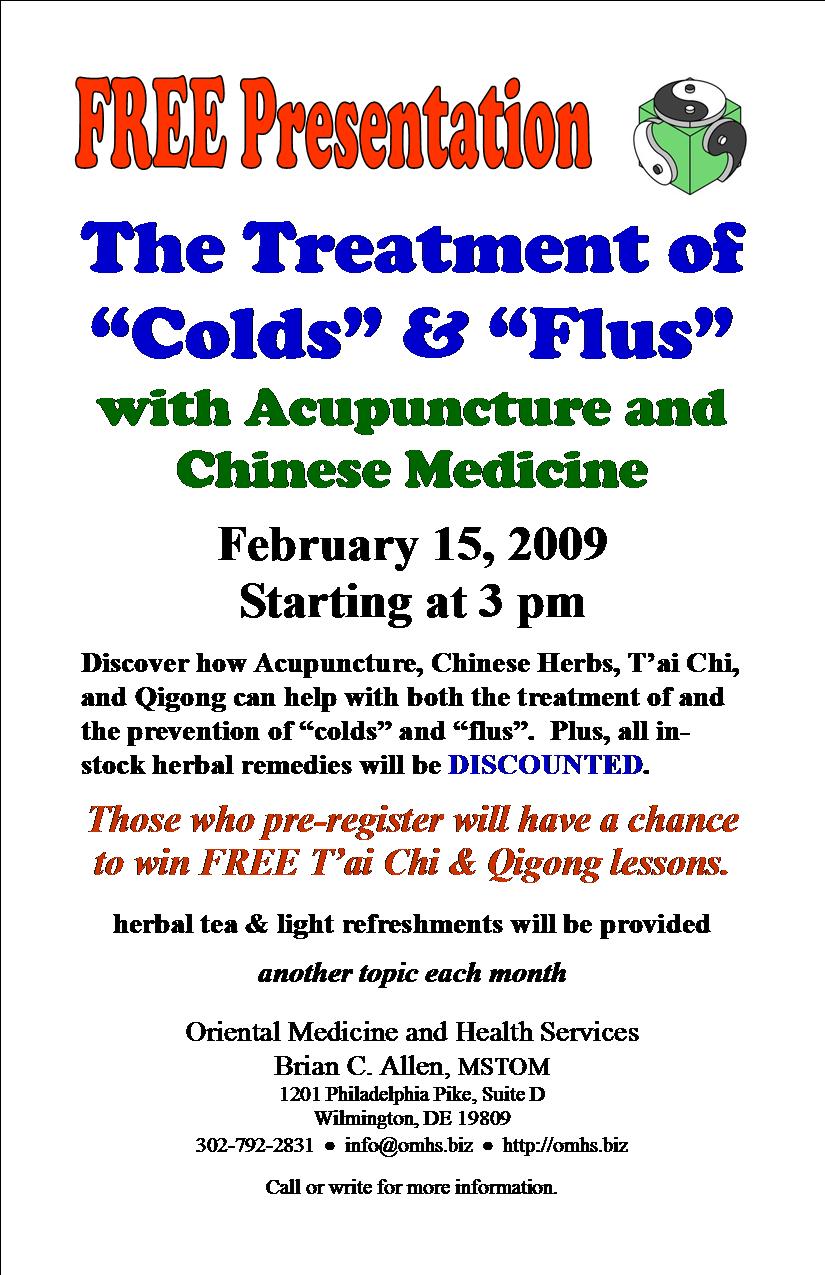 FREE Presentation
The Treatment of
“Colds” & “Flus”
with Acupuncture and
Chinese Medicine
February 15, 2009
Starting at 3 pm
Discover how Acupuncture, Chinese Herbs, T’ai Chi,
and Qigong can help with both the treatment of and
the prevention of “colds” and “flus”.  Plus, all in-
stock herbal remedies will be DISCOUNTED.
Those who pre-register will have a chance
to win FREE T’ai Chi & Qigong lessons.
herbal tea & light refreshments will be provided
another topic each month
Oriental Medicine and Health Services
Brian C. Allen, MSTOM
1201 Philadelphia Pike, Suite D
Wilmington, DE 19809
302-792-2831 • info@omhs.biz • http://omhs.biz
Call or write for more information.